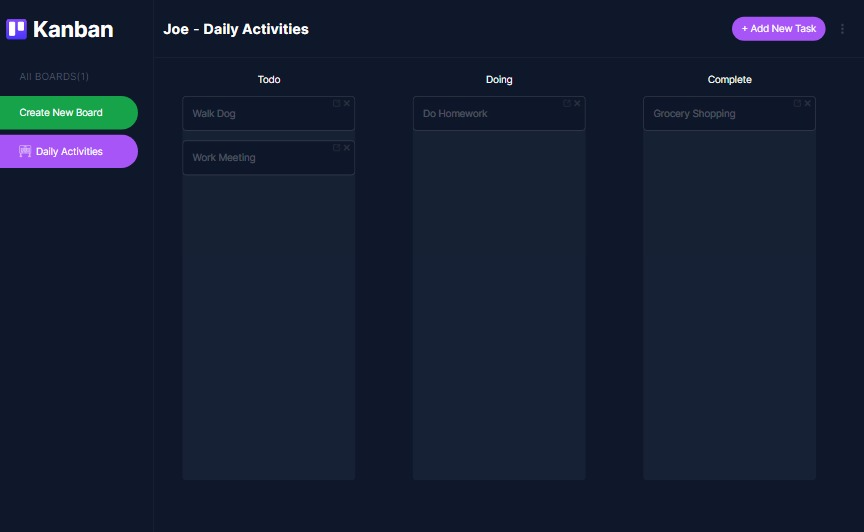 Kanban
All BOARDS(1)
Create New Board
Daily Activities
Joe - Daily Activities
+ Add New Task
Todo
Walk Dog
Work Meeting
Doing
Do Homework
Complete
Grocery Shopping